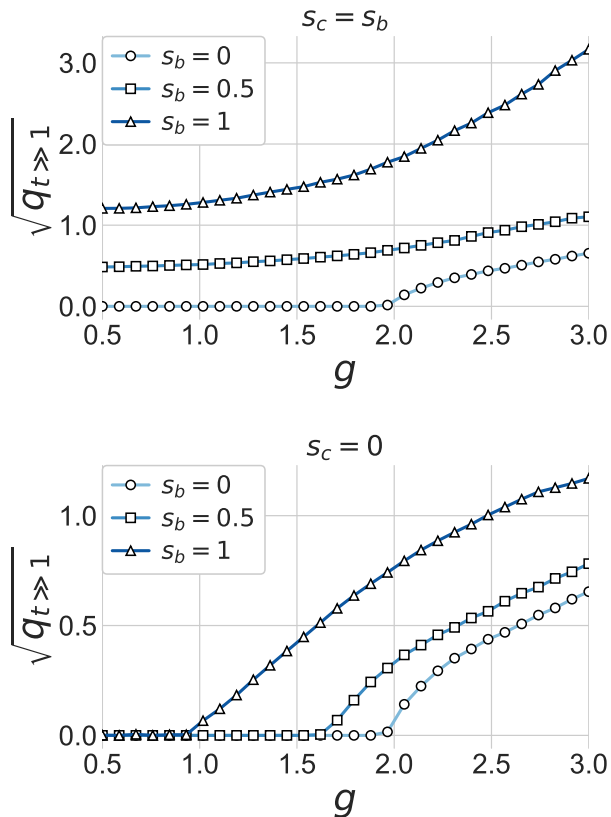 s_c = s_b
s_b = 0
s_b = 0.5
s_b = 1
√q_{t≫1}
3.0
2.0
1.0
0.0
0.5 1.0 1.5 2.0 2.5 3.0
g
s_c = 0
s_b = 0
s_b = 0.5
s_b = 1
√q_{t≫1}
1.0
0.5
0.0
0.5 1.0 1.5 2.0 2.5 3.0
g